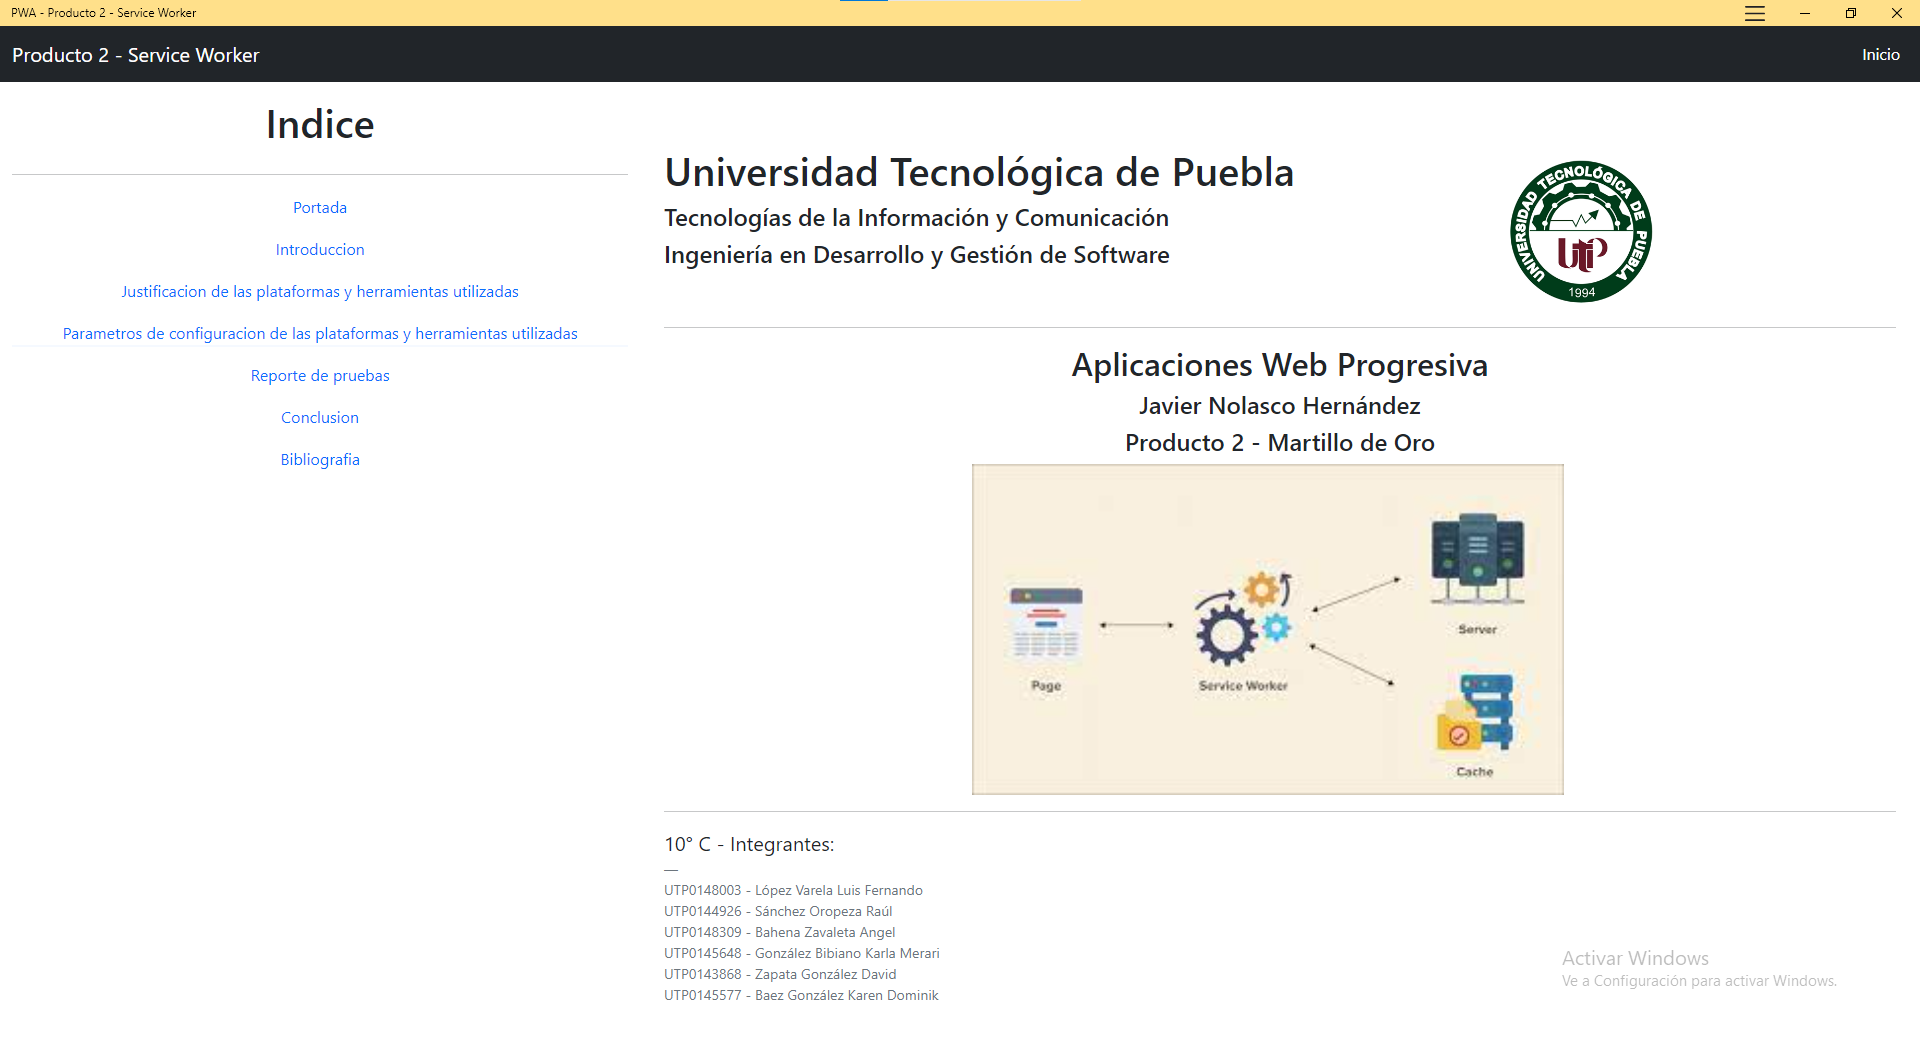 PWA - Producto 2 - Service Worker
Producto 2 - Service Worker
Inicio
Indice
Portada
Introduccion
Justificacion de las plataformas y herramientas utilizadas
Parametros de configuracion de las plataformas y herramientas utilizadas
Reporte de pruebas
Conclusion
Bibliografia
Universidad Tecnológica de Puebla
Tecnologías de la Información y Comunicación
Ingeniería en Desarrollo y Gestión de Software
UNIVERSIDAD TECNOLÓGICA DE PUEBLA
UTP
1994
Aplicaciones Web Progresiva
Javier Nolasco Hernández
Producto 2 - Martillo de Oro
Page
Service Worker
Server
Cache
10° C - Integrantes:
—
UTP0148003 - López Varela Luis Fernando
UTP0144926 - Sánchez Oropeza Raúl
UTP0148309 - Bahena Zavaleta Angel
UTP0145648 - González Bibiano Karla Merari
UTP0143868 - Zapata González David
UTP0145577 - Baez González Karen Dominik
Activar Windows
Ve a Configuración para activar Windows.